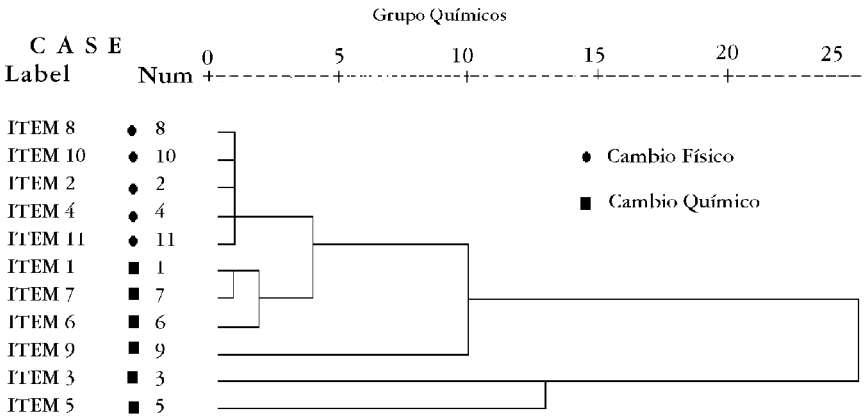 Grupo Químicos
C A S E 0 5 10 15 20 25
Label Num
ITEM 8 8
ITEM 10 10
ITEM 2 2
ITEM 4 4
ITEM 11 11
ITEM 1 1
ITEM 7 7
ITEM 6 6
ITEM 9 9
ITEM 3 3
ITEM 5 5
Cambio Físico
Cambio Químico